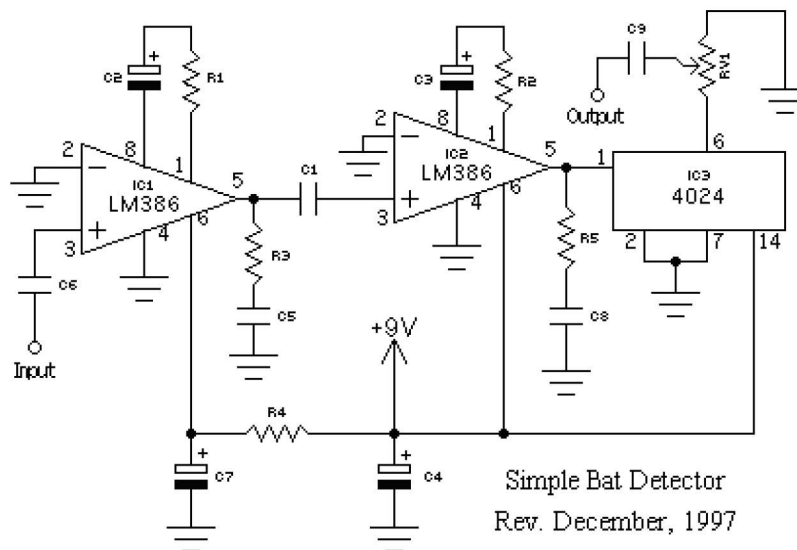 C9
RV1
C2
+
R1
C3
+
R2
Output
2
8
1
IC1
LM386
5
6
3
4
C1
2
8
1
IC2
LM386
5
6
3
4
1
6
IC3
4024
2
7
14
C6
R3
R5
C5
C8
Input
+9V
R4
+
C7
+
C4
Simple Bat Detector
Rev. December, 1997